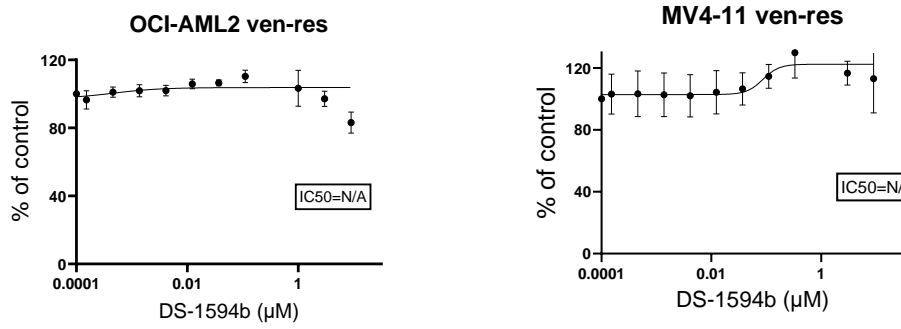 OCI-AML2 ven-res
% of control
120
80
40
0
0.0001
0.01
1
IC50=N/A
DS-1594b (µM)
MV4-11 ven-res
% of control
120
80
40
0
0.0001
0.01
1
IC50=N/
DS-1594b (µM)